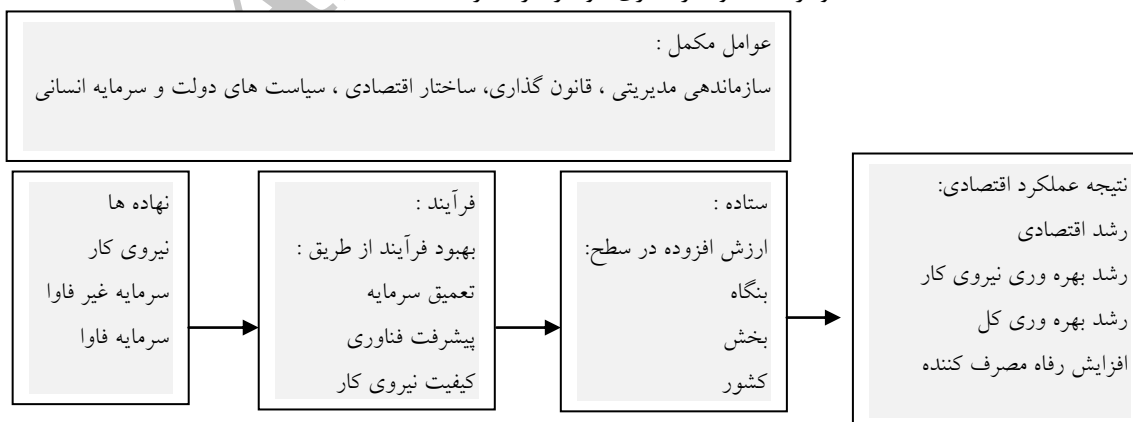 عوامل مکمل :
سازماندهی مدیریتی ، قانون گذاری، ساختار اقتصادی ، سیاست های دولت و سرمایه انسانی
نهاده ها
نیروی کار
سرمایه غیر فاوا
سرمایه فاوا
فرآیند :
بهبود فرآیند از طریق :
تعمیق سرمایه
پیشرفت فناوری
کیفیت نیروی کار
ستاده :
ارزش افزوده در سطح:
بنگاه
بخش
کشور
نتیجه عملکرد اقتصادی:
رشد اقتصادی
رشد بهره وری نیروی کار
رشد بهره وری کل
افزایش رفاه مصرف کننده